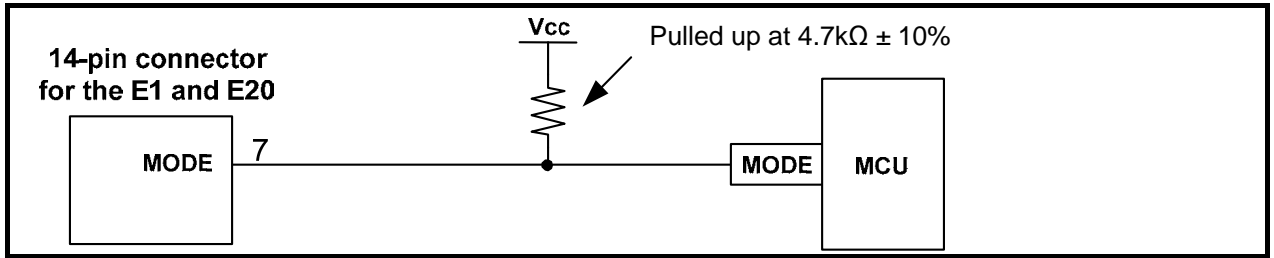 Vcc
Pulled up at 4.7kΩ ± 10%
14-pin connector
for the E1 and E20
MODE
7
MODE
MCU